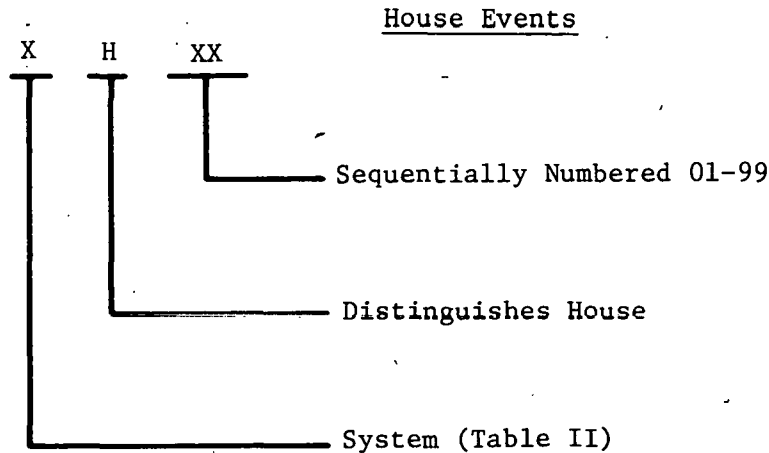 House Events
X H XX
Sequentially Numbered 01-99
Distinguishes House
System (Table II)